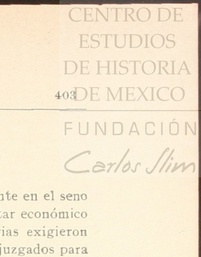 CENTRO DE
ESTUDIOS
DE HISTORIA
403
DE MEXICO
FUNDACIÓN
Carlos Slim
nte en el seno
tar económico
ias exigieron
juzgados para